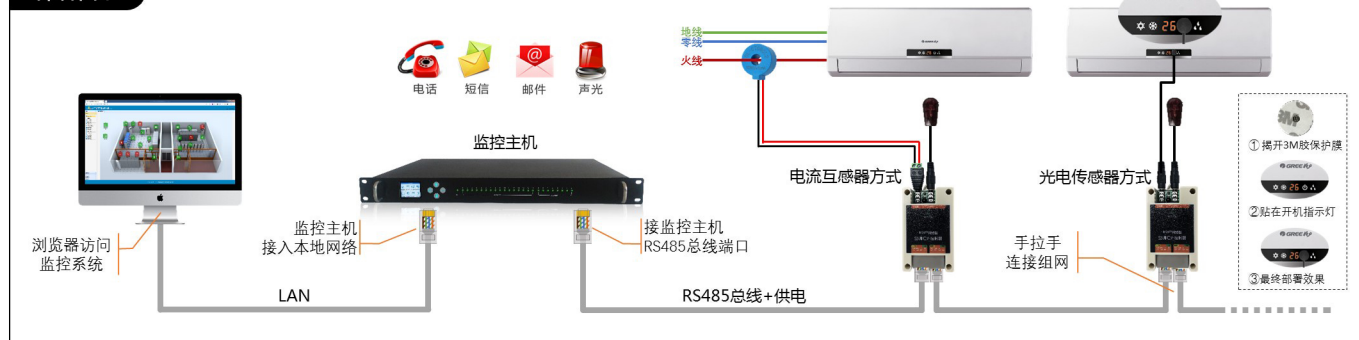 地线
零线
火线
GREE
26
电话
短信
邮件
声光
监控主机
电流互感器方式
光电传感器方式
①揭开3M胶保护膜
GREE
26
②贴在开机指示灯
GREE
26
③最终部署效果
浏览器访问
监控系统
监控主机
接入本地网络
接监控主机
RS485总线端口
手拉手
连接组网
LAN
RS485总线+供电